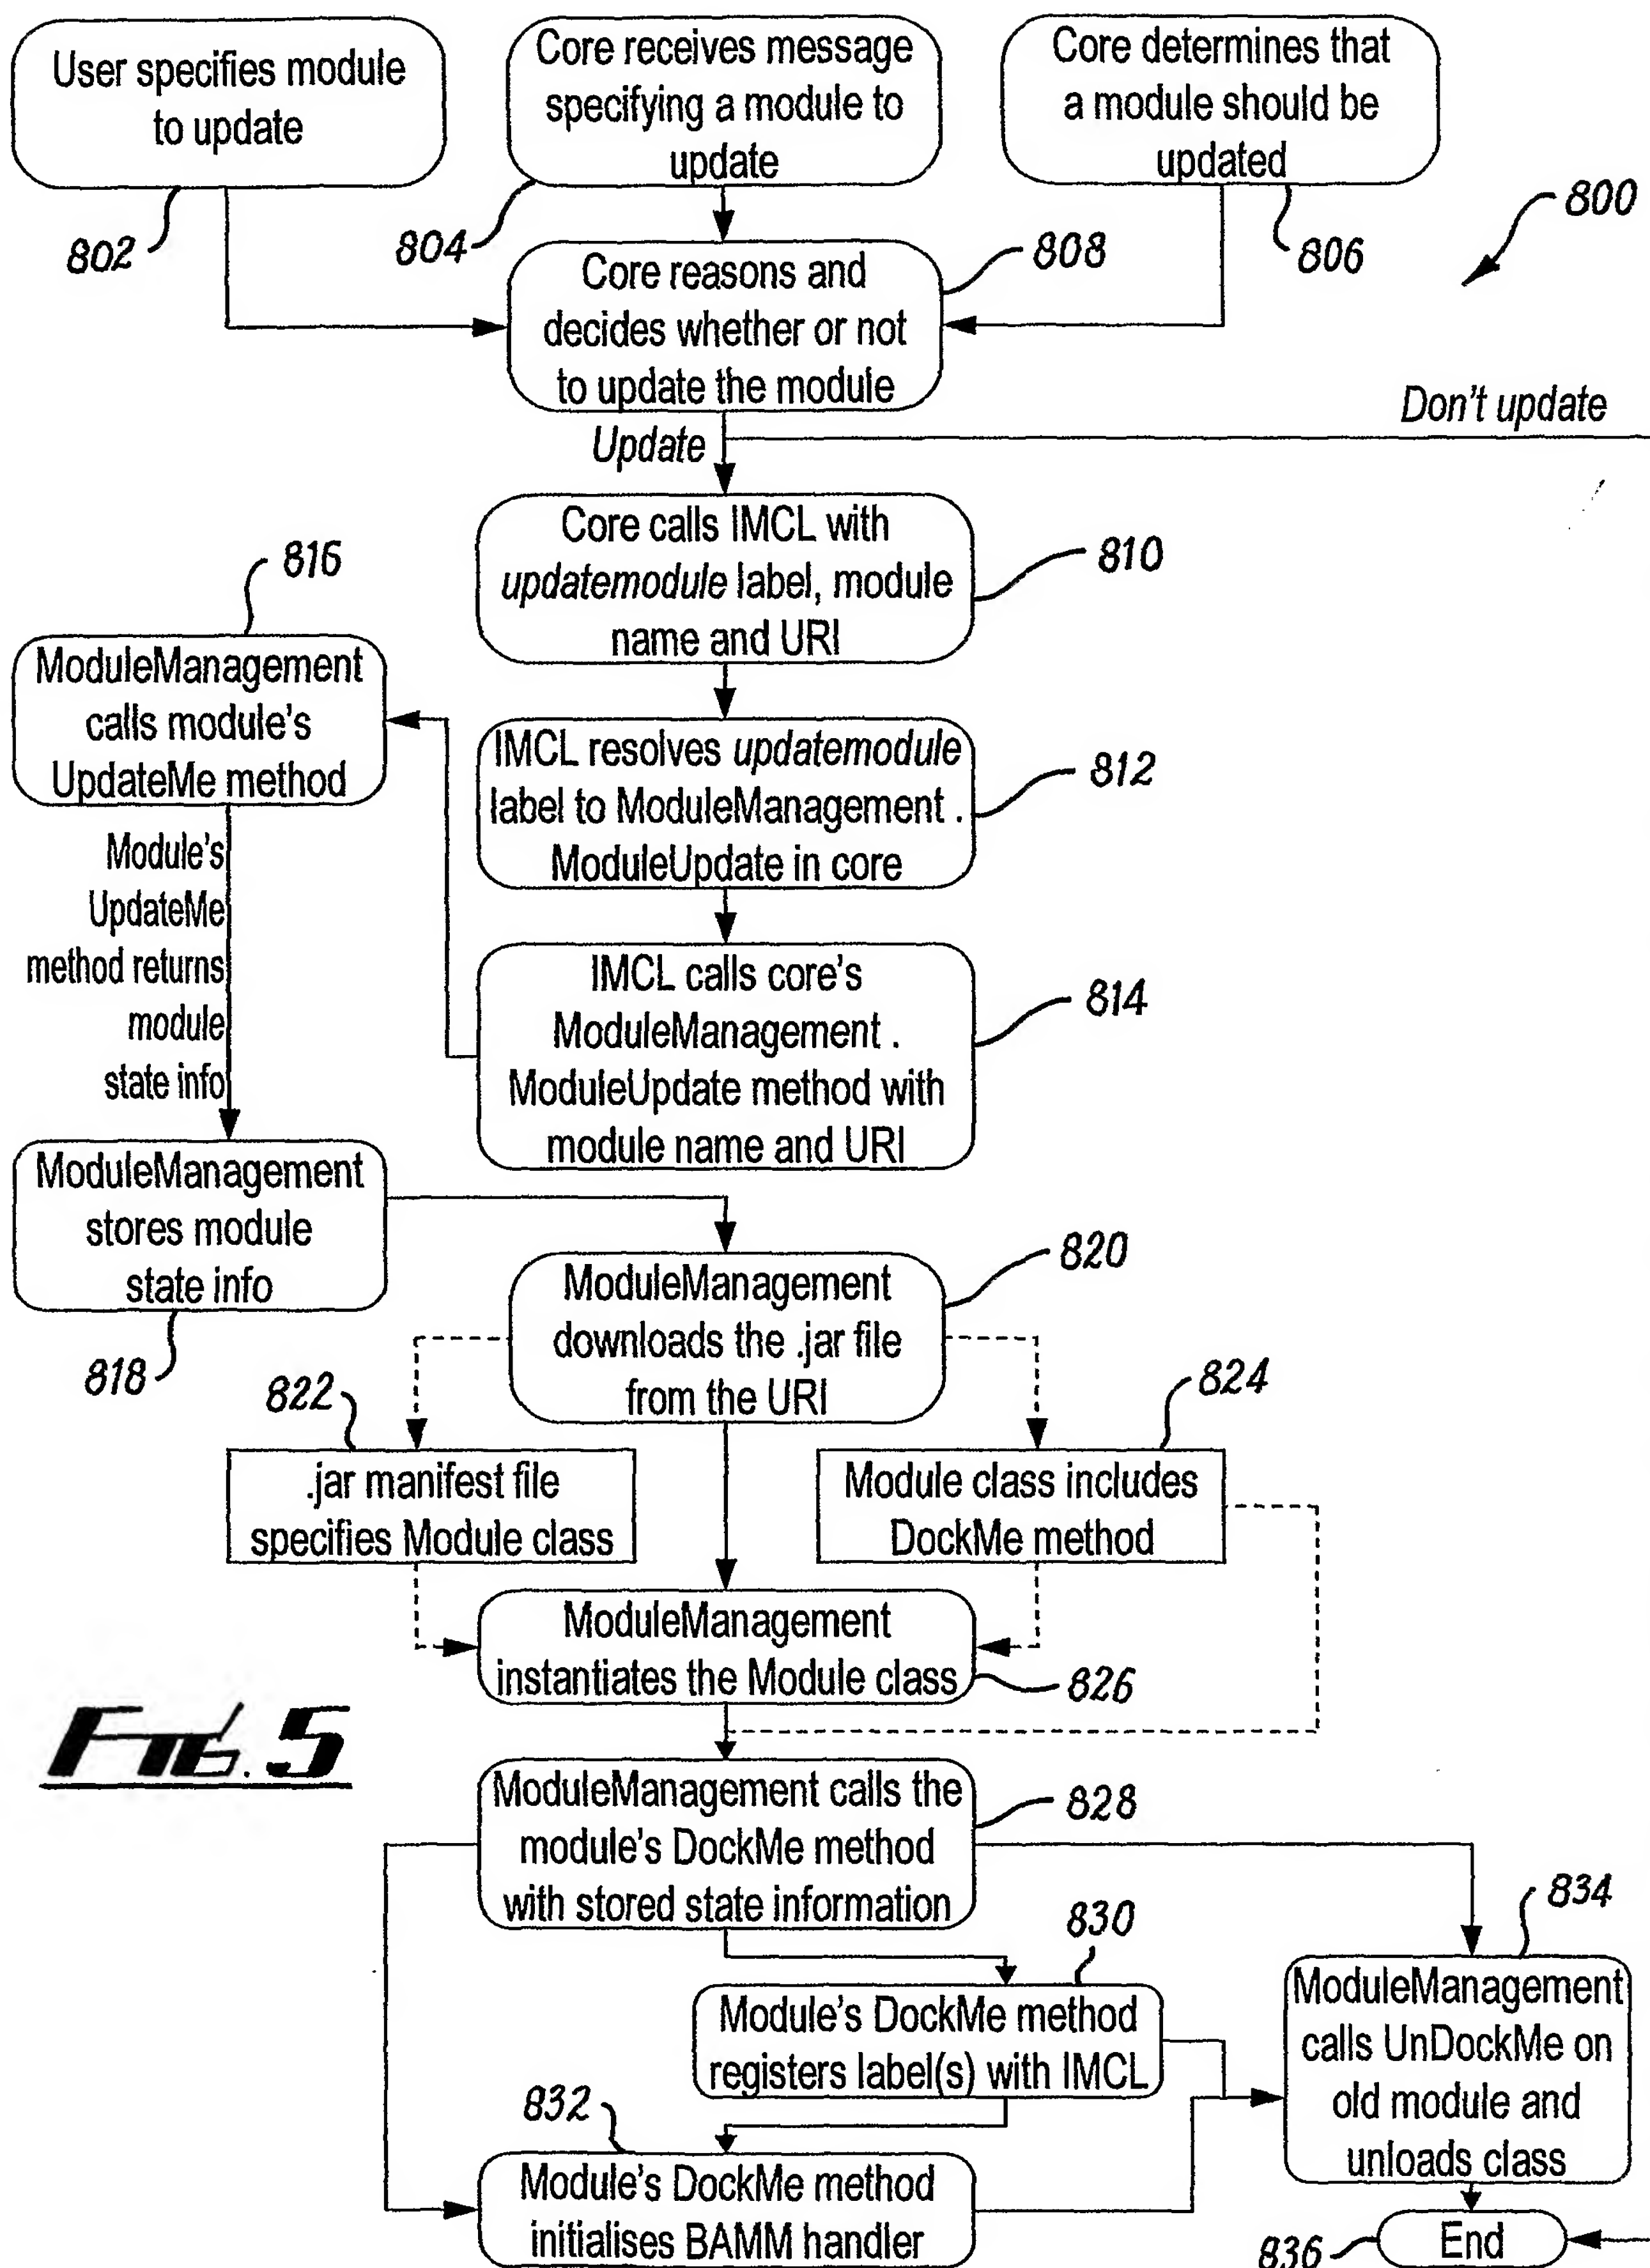 User specifies module
to update
802
Core receives message
specifying a module to
update
804
Core determines that
a module should be
updated
806
800
Core reasons and
decides whether or not
to update the module
808
Don't update
Update
Core calls IMCL with
updatemodule label, module
name and URI
810
IMCL resolves updatemodule
label to ModuleManagement .
ModuleUpdate in core
812
IMCL calls core's
ModuleManagement .
ModuleUpdate method with
module name and URI
814
816
ModuleManagement
calls module's
UpdateMe method
Module's
UpdateMe
method returns
module
state info
ModuleManagement
stores module
state info
818
ModuleManagement
downloads the .jar file
from the URI
820
822
.jar manifest file
specifies Module class
824
Module class includes
DockMe method
ModuleManagement
instantiates the Module class
826
FIG. 5
ModuleManagement calls the
module's DockMe method
with stored state information
828
830
Module's DockMe method
registers label(s) with IMCL
832
Module's DockMe method
initialises BAMM handler
834
ModuleManagement
calls UnDockMe on
old module and
unloads class
End
836